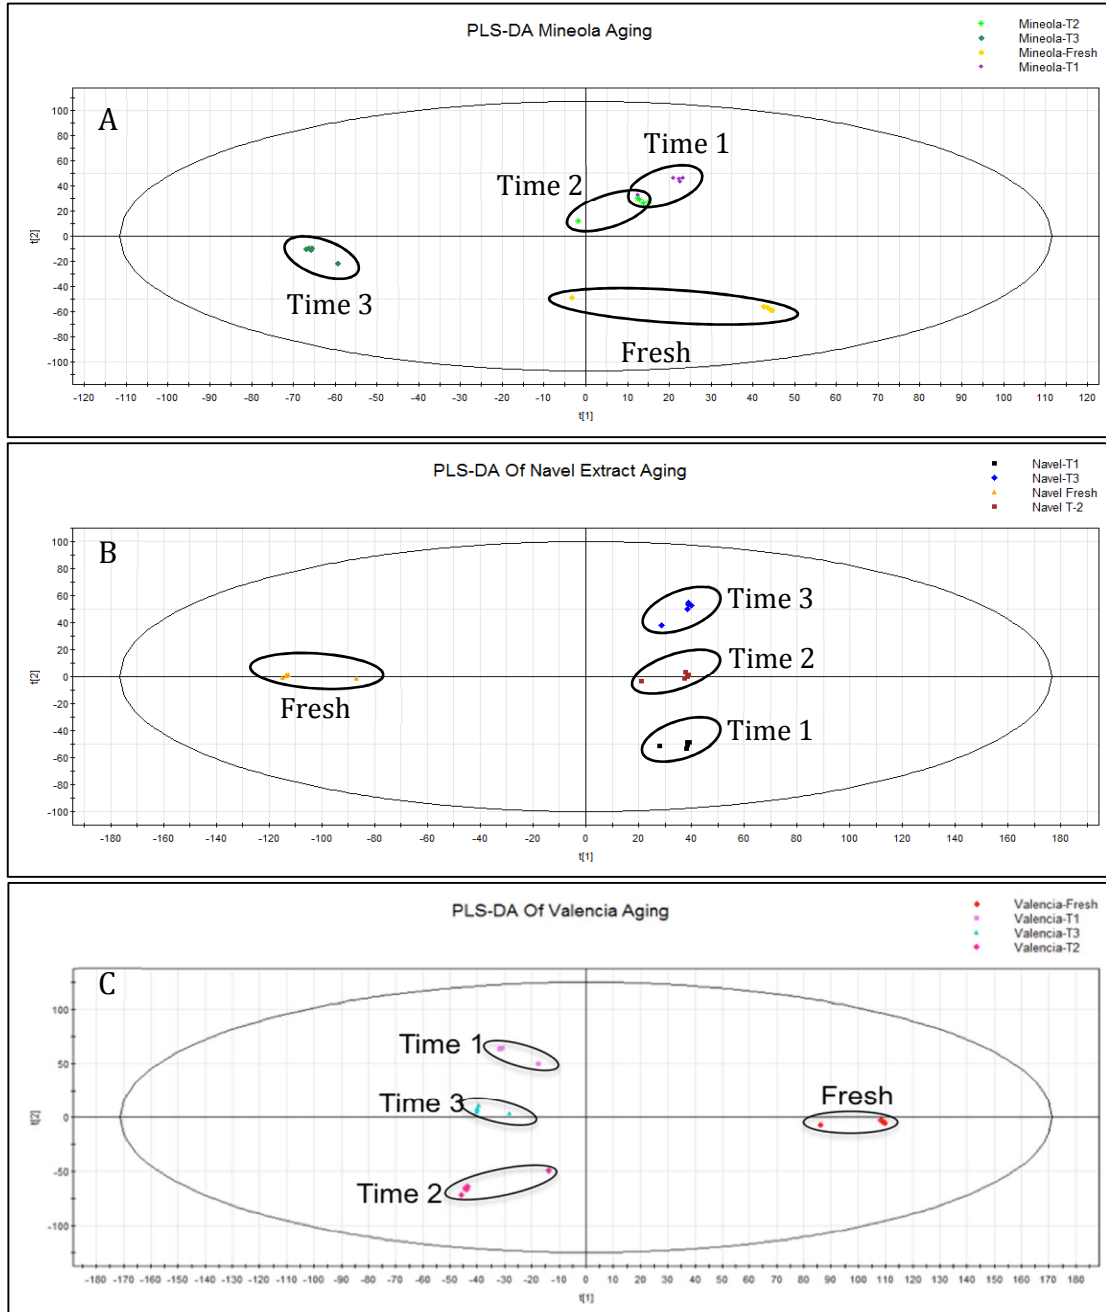 PLS-DA Mineola Aging
Mineola-T2
Mineola-T3
Mineola-Fresh
Mineola-T1
A
Time 1
Time 2
Time 3
Fresh
t[2]
100
80
60
40
20
0
-20
-40
-60
-80
-100
-120 -110 -100 -90 -80 -70 -60 -50 -40 -30 -20 -10 0 10 20 30 40 50 60 70 80 90 100 110 120
t[1]
PLS-DA Of Navel Extract Aging
Navel-T1
Navel-T3
Navel Fresh
Navel T-2
B
Time 3
Time 2
Time 1
Fresh
t[2]
100
80
60
40
20
0
-20
-40
-60
-80
-100
-180 -160 -140 -120 -100 -80 -60 -40 -20 0 20 40 60 80 100 120 140 160 180
t[1]
PLS-DA Of Valencia Aging
Valencia-Fresh
Valencia-T1
Valencia-T3
Valencia-T2
C
Time 1
Time 3
Time 2
Fresh
t[2]
100
50
0
-50
-100
-180 -170 -160 -150 -140 -130 -120 -110 -100 -90 -80 -70 -60 -50 -40 -30 -20 -10 0 10 20 30 40 50 60 70 80 90 100 110 120 130 140 150 160 170 180
t[1]